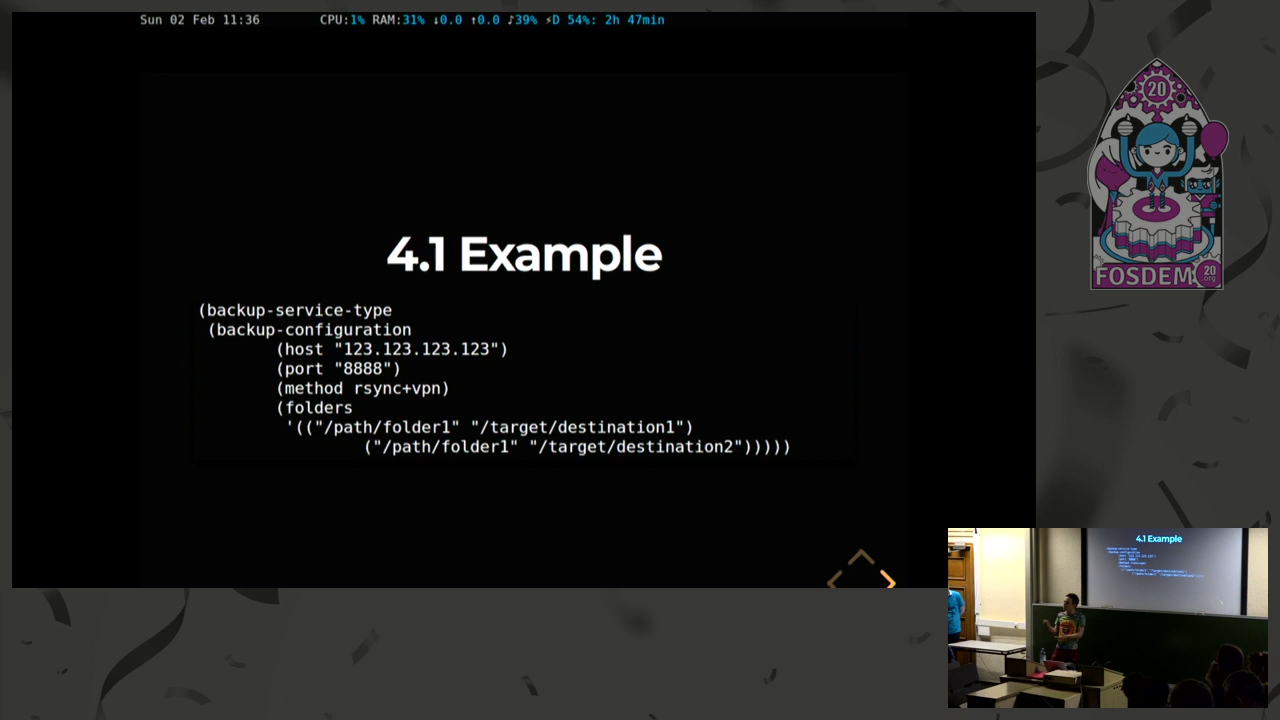 Sun 02 Feb 11:36 CPU:1% RAM:31% ↓0.0 ↑0.0 ♪39% ⚡D 54%: 2h 47min
4.1 Example
(backup-service-type
(backup-configuration
(host "123.123.123.123")
(port "8888")
(method rsync+vpn)
(folders
'(("/path/folder1" "/target/destination1")
("/path/folder1" "/target/destination2")))))
20
FOSDEM
20
.org
4.1 Example